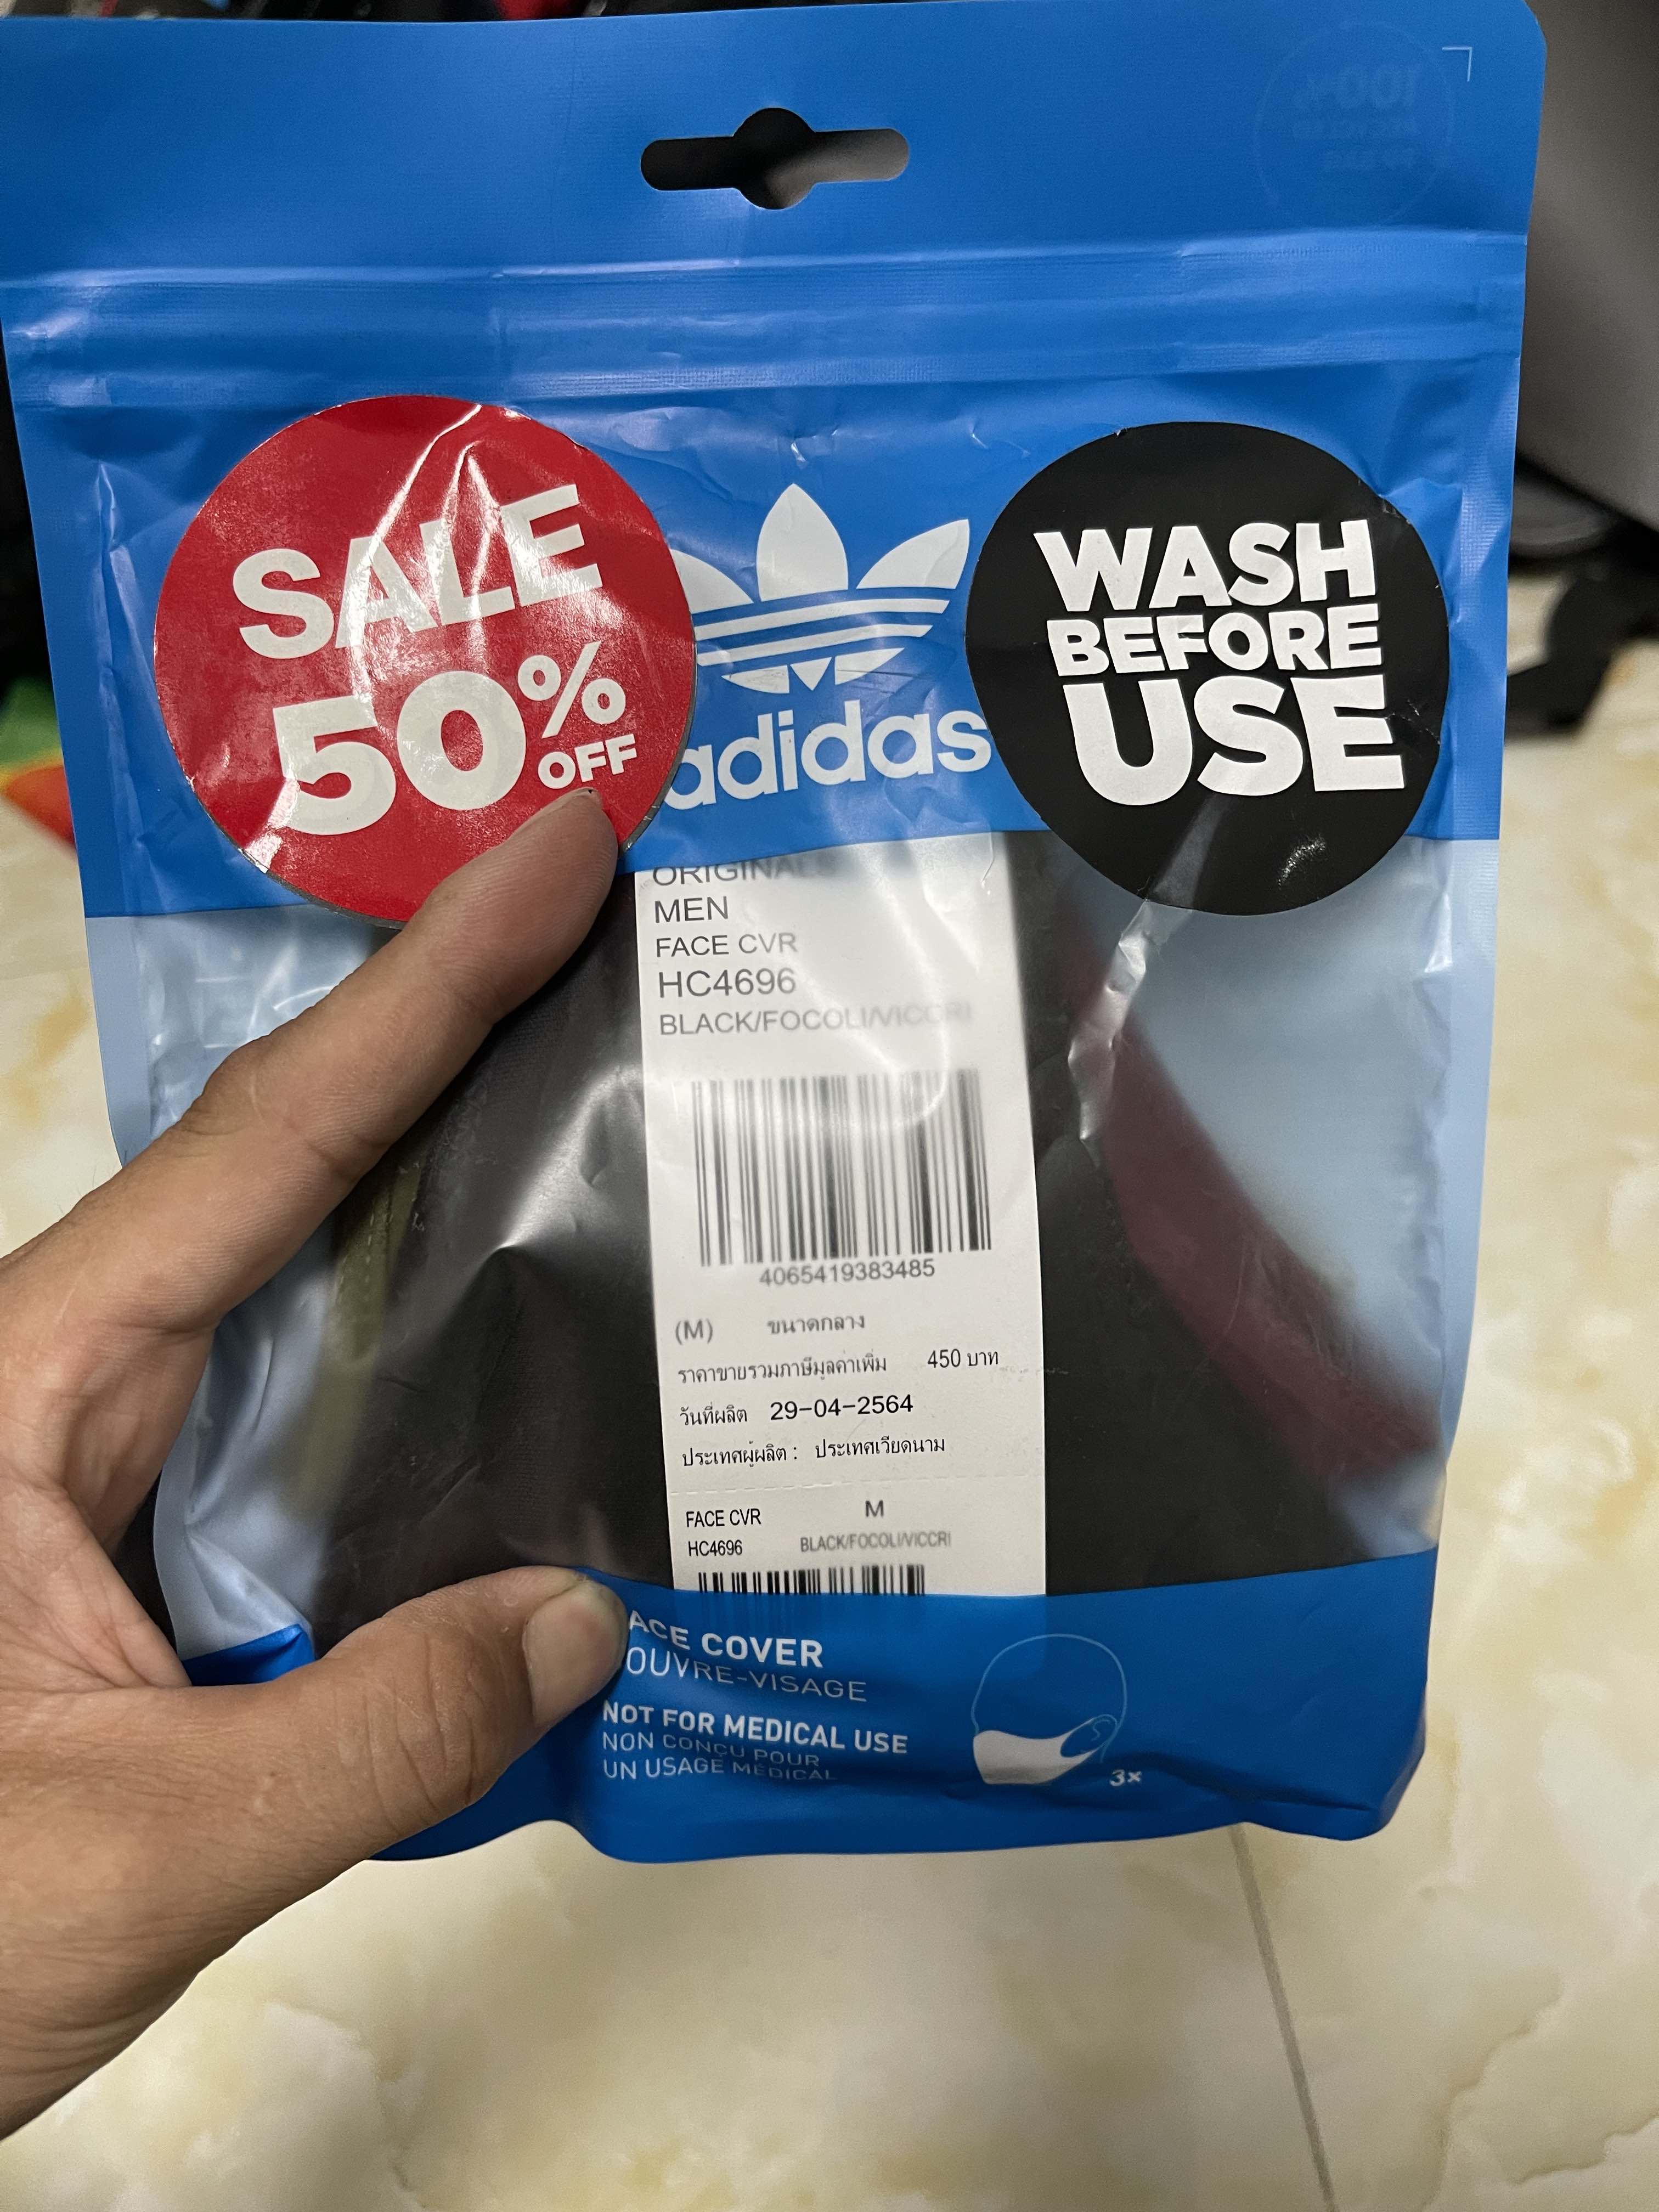 SALE
50%
OFF
adidas
WASH
BEFORE
USE
ORIGINALS
MEN
FACE CVR
HC4696
BLACK/FOCOLI/VICCRI
4065419383485
(M) ขนาดกลาง
ราคาขายรวมภาษีมูลค่าเพิ่ม 450 บาท
วันที่ผลิต 29-04-2564
ประเทศผู้ผลิต : ประเทศเวียดนาม
FACE CVR M
HC4696 BLACK/FOCOLI/VICCRI
ACE COVER
OUVRE-VISAGE
NOT FOR MEDICAL USE
NON CONÇU POUR
UN USAGE MÉDICAL
3x